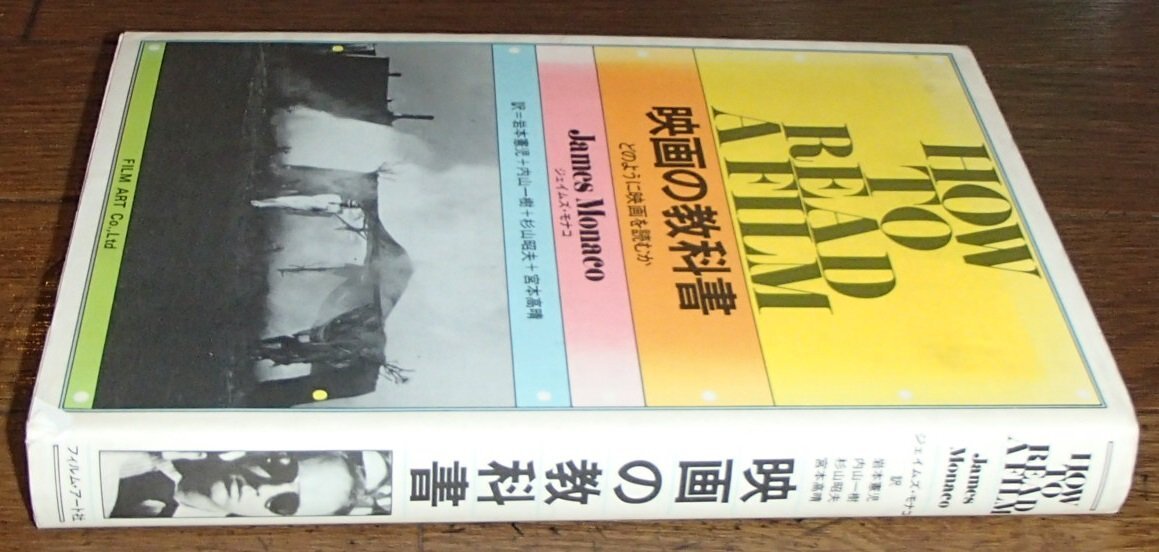 HOW
TO
READ
A FILM
映画の教科書
どのように映画を読むか
James Monaco
ジェイムズ・モナコ
訳=岩本憲児+内山一樹+杉山昭夫+宮本高晴
FILM ART Co., Ltd
HOW
TO
READ
A FILM
James
Monaco
ジェイムズ・モナコ
訳
岩本憲児
内山一樹
杉山昭夫
宮本高晴
映画の教科書
フィルムアート社